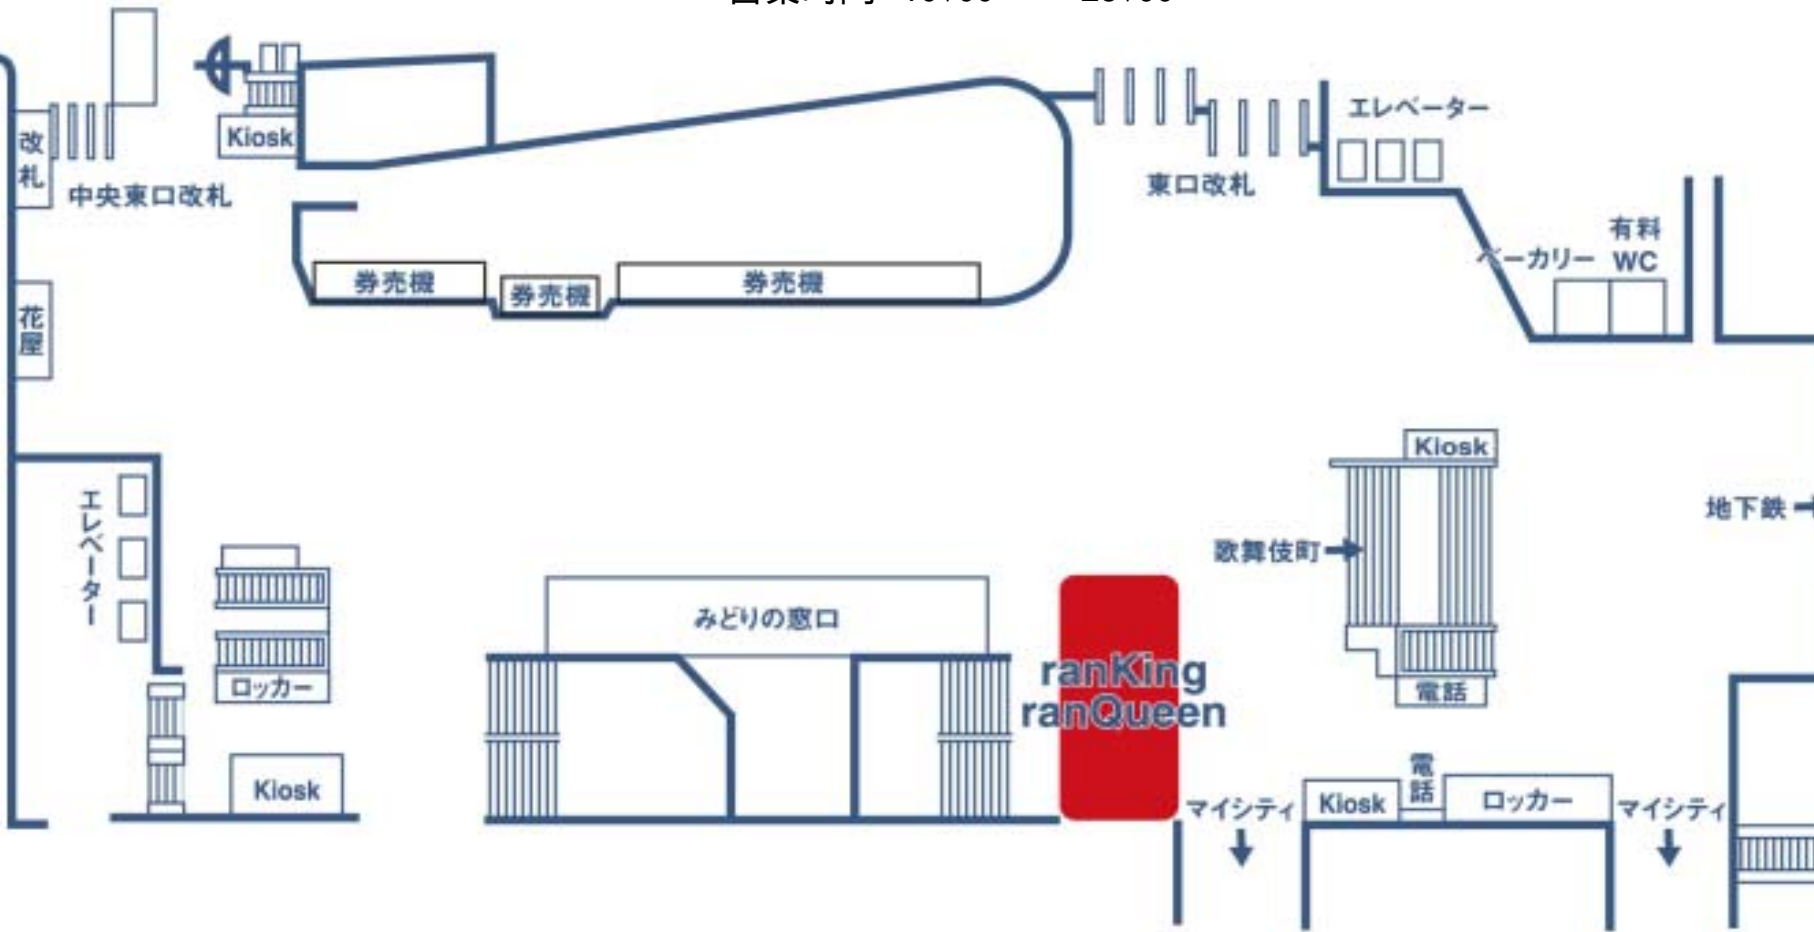 エレベーター
改札
Kiosk
中央東口改札
東口改札
有料
WC
ベーカリー
券売機
券売機
券売機
花屋
Kiosk
エレベーター
地下鉄
歌舞伎町
みどりの窓口
ranKing
ranQueen
ロッカー
電話
Kiosk
マイシティ
Kiosk
電話
ロッカー
マイシティ